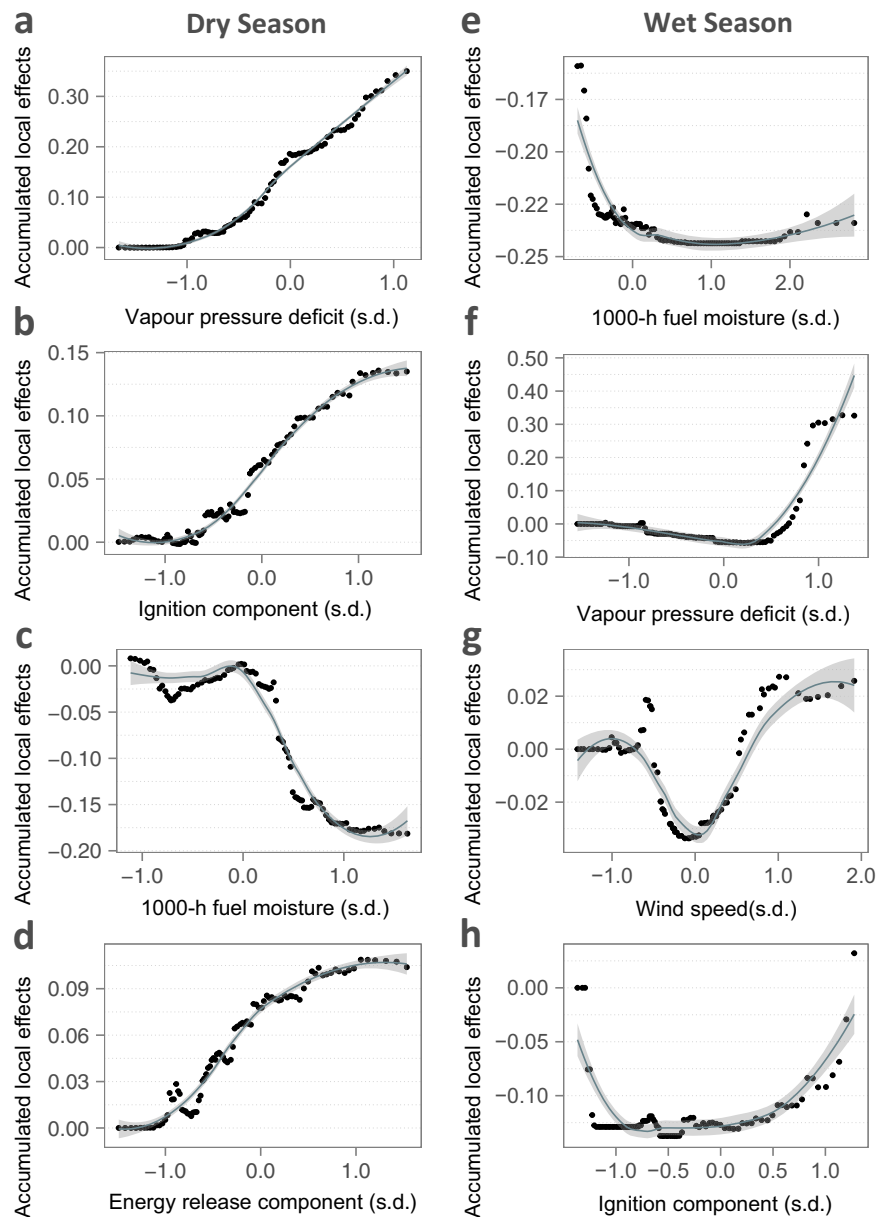 a
Dry Season
Accumulated local effects
0.30
0.20
0.10
0.00
−1.0
0.0
1.0
Vapour pressure deficit (s.d.)
b
Accumulated local effects
0.15
0.10
0.05
0.00
−1.0
0.0
1.0
Ignition component (s.d.)
c
Accumulated local effects
0.00
−0.05
−0.10
−0.15
−0.20
−1.0
0.0
1.0
1000-h fuel moisture (s.d.)
d
Accumulated local effects
0.09
0.06
0.03
0.00
−1.0
0.0
1.0
Energy release component (s.d.)
e
Wet Season
Accumulated local effects
−0.17
−0.20
−0.22
−0.25
0.0
1.0
2.0
1000-h fuel moisture (s.d.)
f
Accumulated local effects
0.50
0.40
0.30
0.20
0.10
0.00
−0.10
−1.0
0.0
1.0
Vapour pressure deficit (s.d.)
g
Accumulated local effects
0.02
0.00
−0.02
−1.0
0.0
1.0
2.0
Wind speed(s.d.)
h
Accumulated local effects
0.00
−0.05
−0.10
−1.0
−0.5
0.0
0.5
1.0
Ignition component (s.d.)